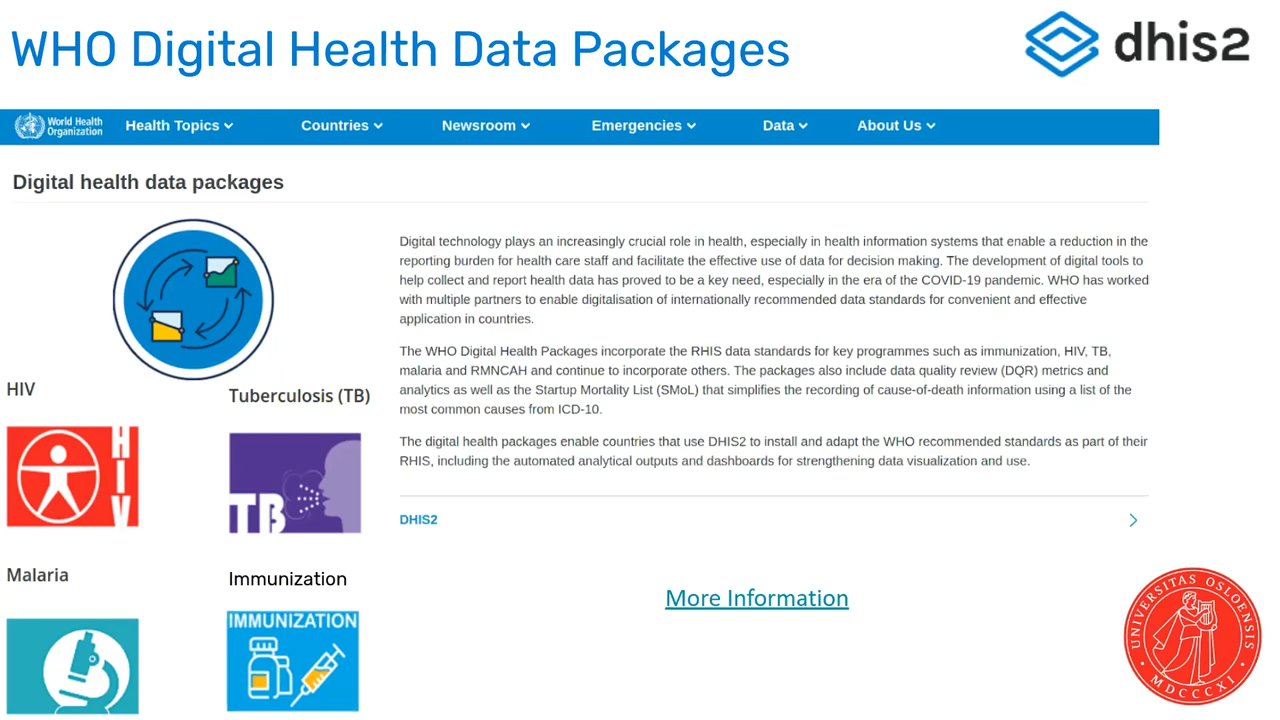 WHO Digital Health Data Packages
dhis2
World Health
Organization
Health Topics
Countries
Newsroom
Emergencies
Data
About Us
Digital health data packages
Digital technology plays an increasingly crucial role in health, especially in health information systems that enable a reduction in the
reporting burden for health care staff and facilitate the effective use of data for decision making. The development of digital tools to
help collect and report health data has proved to be a key need, especially in the era of the COVID-19 pandemic. WHO has worked
with multiple partners to enable digitalisation of internationally recommended data standards for convenient and effective
application in countries.
The WHO Digital Health Packages incorporate the RHIS data standards for key programmes such as immunization, HIV, TB,
malaria and RMNCAH and continue to incorporate others. The packages also include data quality review (DQR) metrics and
analytics as well as the Startup Mortality List (SMoL) that simplifies the recording of cause-of-death information using a list of the
most common causes from ICD-10.
The digital health packages enable countries that use DHIS2 to install and adapt the WHO recommended standards as part of their
RHIS, including the automated analytical outputs and dashboards for strengthening data visualization and use.
DHIS2
HIV
Tuberculosis (TB)
HIV
TB
Malaria
Immunization
IMMUNIZATION
More Information
UNIVERSITAS OSLOENSIS
MDCCCXI